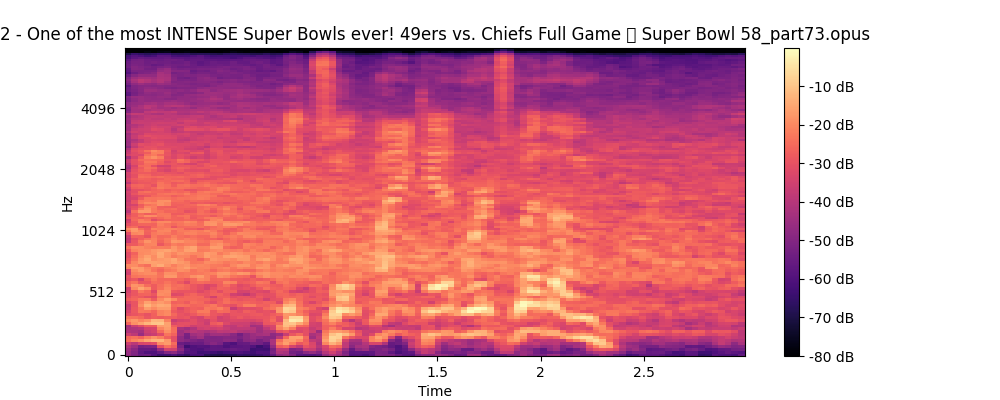 2 - One of the most INTENSE Super Bowls ever! 49ers vs. Chiefs Full Game Super Bowl 58_part73.opus
4096
2048
1024
512
0
Hz
0
0.5
1
1.5
2
2.5
Time
-10 dB
-20 dB
-30 dB
-40 dB
-50 dB
-60 dB
-70 dB
-80 dB